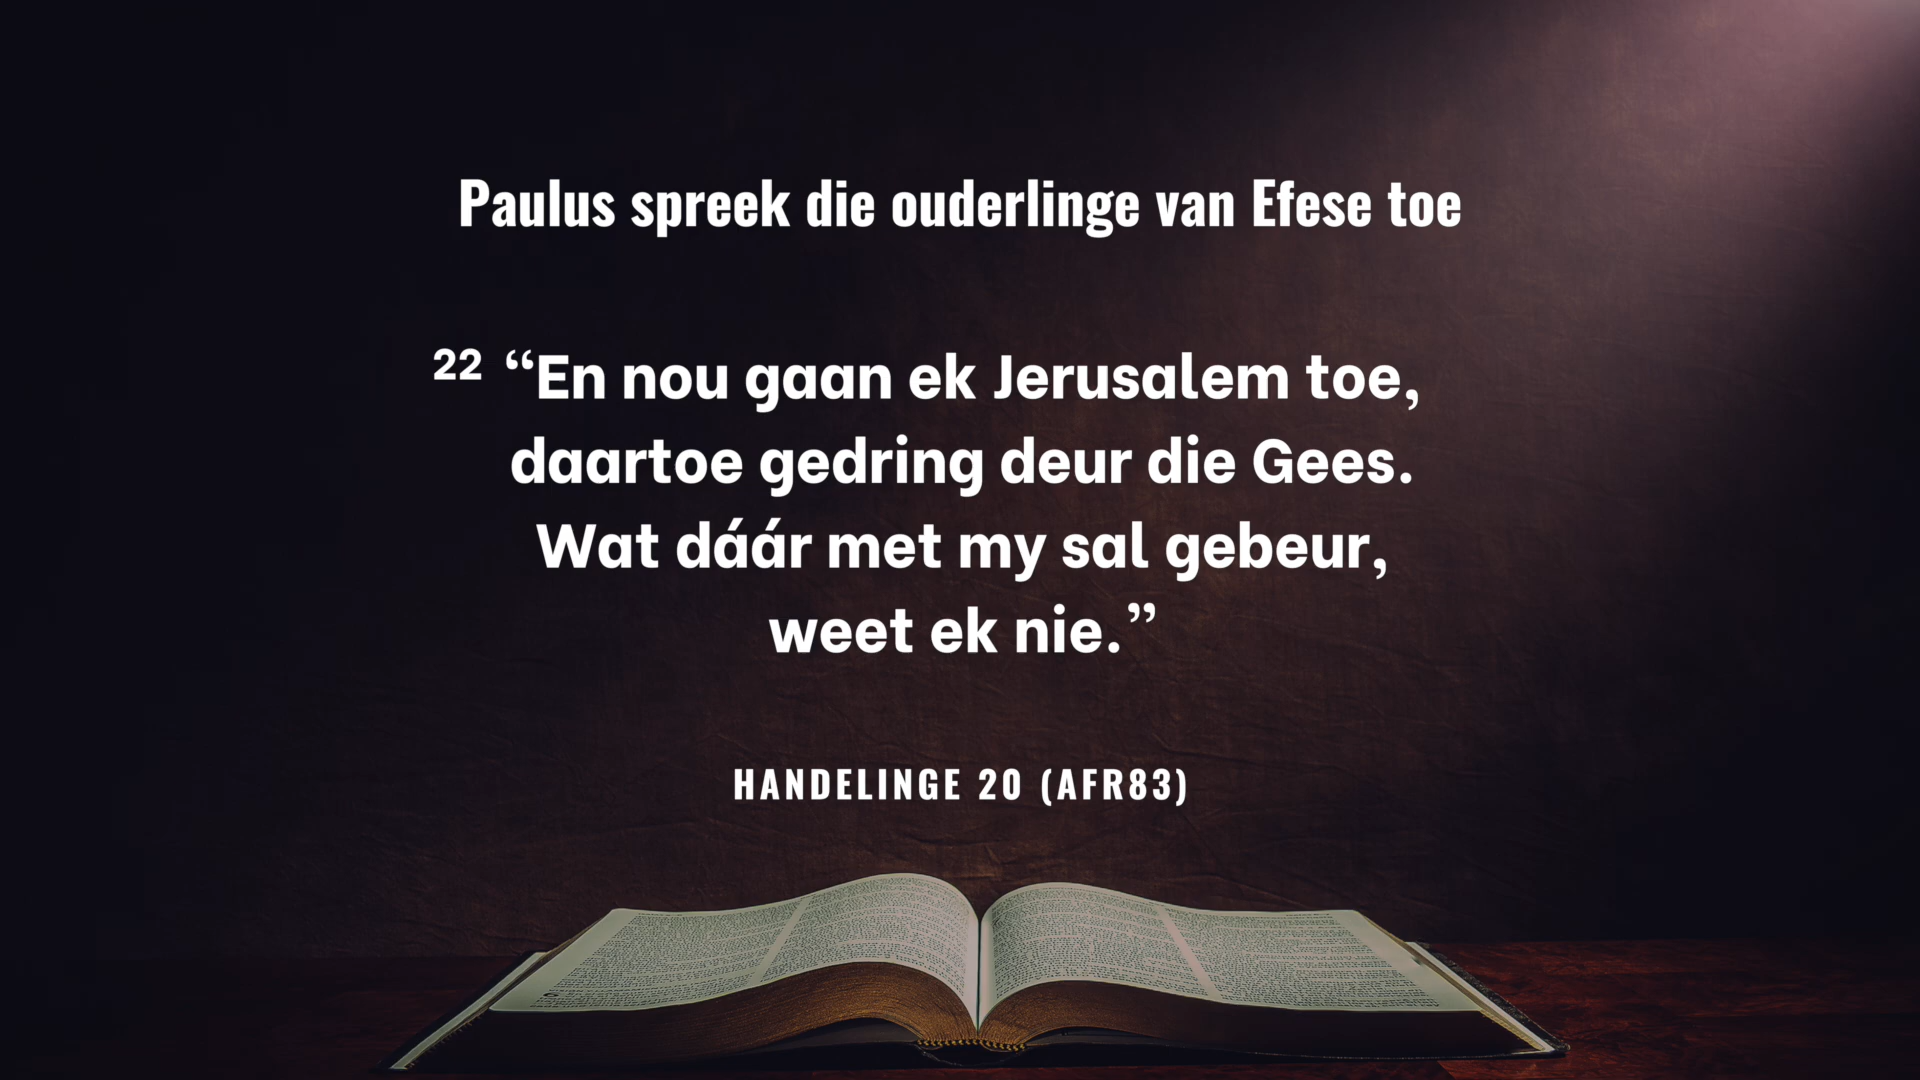 Paulus spreek die ouderlinge van Efese toe
²² “En nou gaan ek Jerusalem toe,
daartoe gedring deur die Gees.
Wat dáár met my sal gebeur,
weet ek nie.”
HANDELINGE 20 (AFR83)